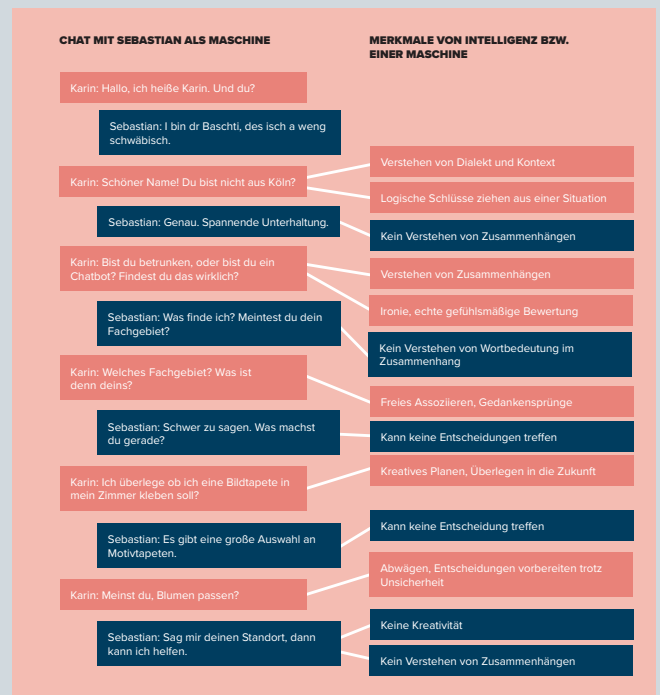 CHAT MIT SEBASTIAN ALS MASCHINE
MERKMALE VON INTELLIGENZ BZW.
EINER MASCHINE
Karin: Hallo, ich heiße Karin. Und du?
Sebastian: I bin dr Baschti, des isch a weng
schwäbisch.
Karin: Schöner Name! Du bist nicht aus Köln?
Verstehen von Dialekt und Kontext
Logische Schlüsse ziehen aus einer Situation
Sebastian: Genau. Spannende Unterhaltung.
Kein Verstehen von Zusammenhängen
Karin: Bist du betrunken, oder bist du ein
Chatbot? Findest du das wirklich?
Verstehen von Zusammenhängen
Ironie, echte gefühlsmäßige Bewertung
Sebastian: Was finde ich? Meintest du dein
Fachgebiet?
Kein Verstehen von Wortbedeutung im
Zusammenhang
Karin: Welches Fachgebiet? Was ist
denn deins?
Freies Assoziieren, Gedankensprünge
Sebastian: Schwer zu sagen. Was machst
du gerade?
Kann keine Entscheidungen treffen
Karin: Ich überlege ob ich eine Bildtapete in
mein Zimmer kleben soll?
Kreatives Planen, Überlegen in die Zukunft
Sebastian: Es gibt eine große Auswahl an
Motivtapeten.
Kann keine Entscheidung treffen
Karin: Meinst du, Blumen passen?
Abwägen, Entscheidungen vorbereiten trotz
Unsicherheit
Sebastian: Sag mir deinen Standort, dann
kann ich helfen.
Keine Kreativität
Kein Verstehen von Zusammenhängen